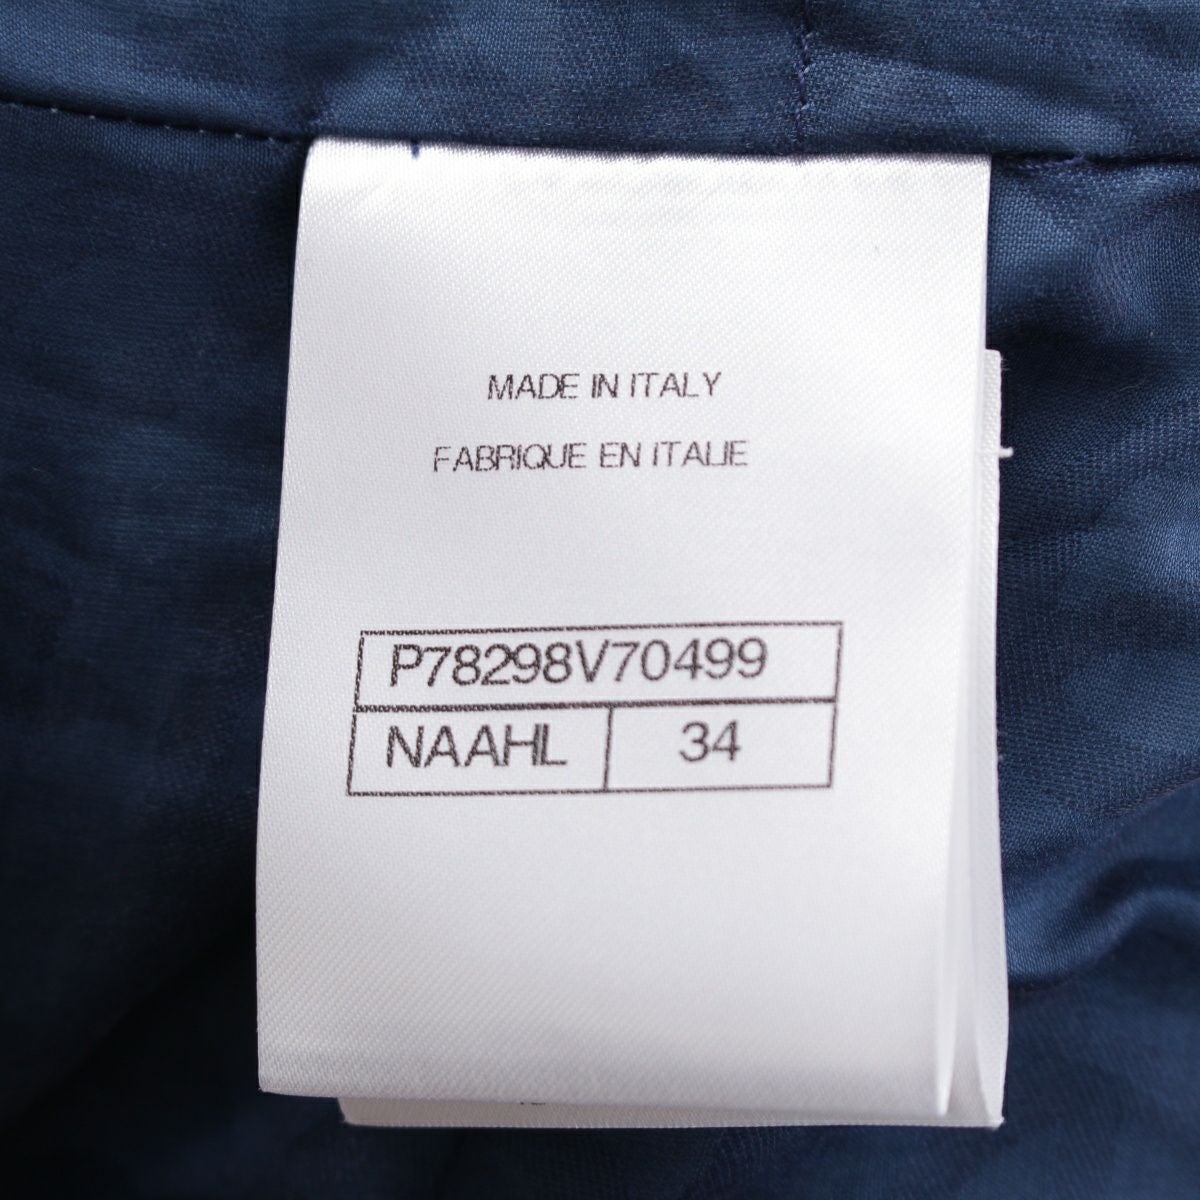 MADE IN ITALY
FABRIQUE EN ITALIE
P78298V70499
NAAHL 34